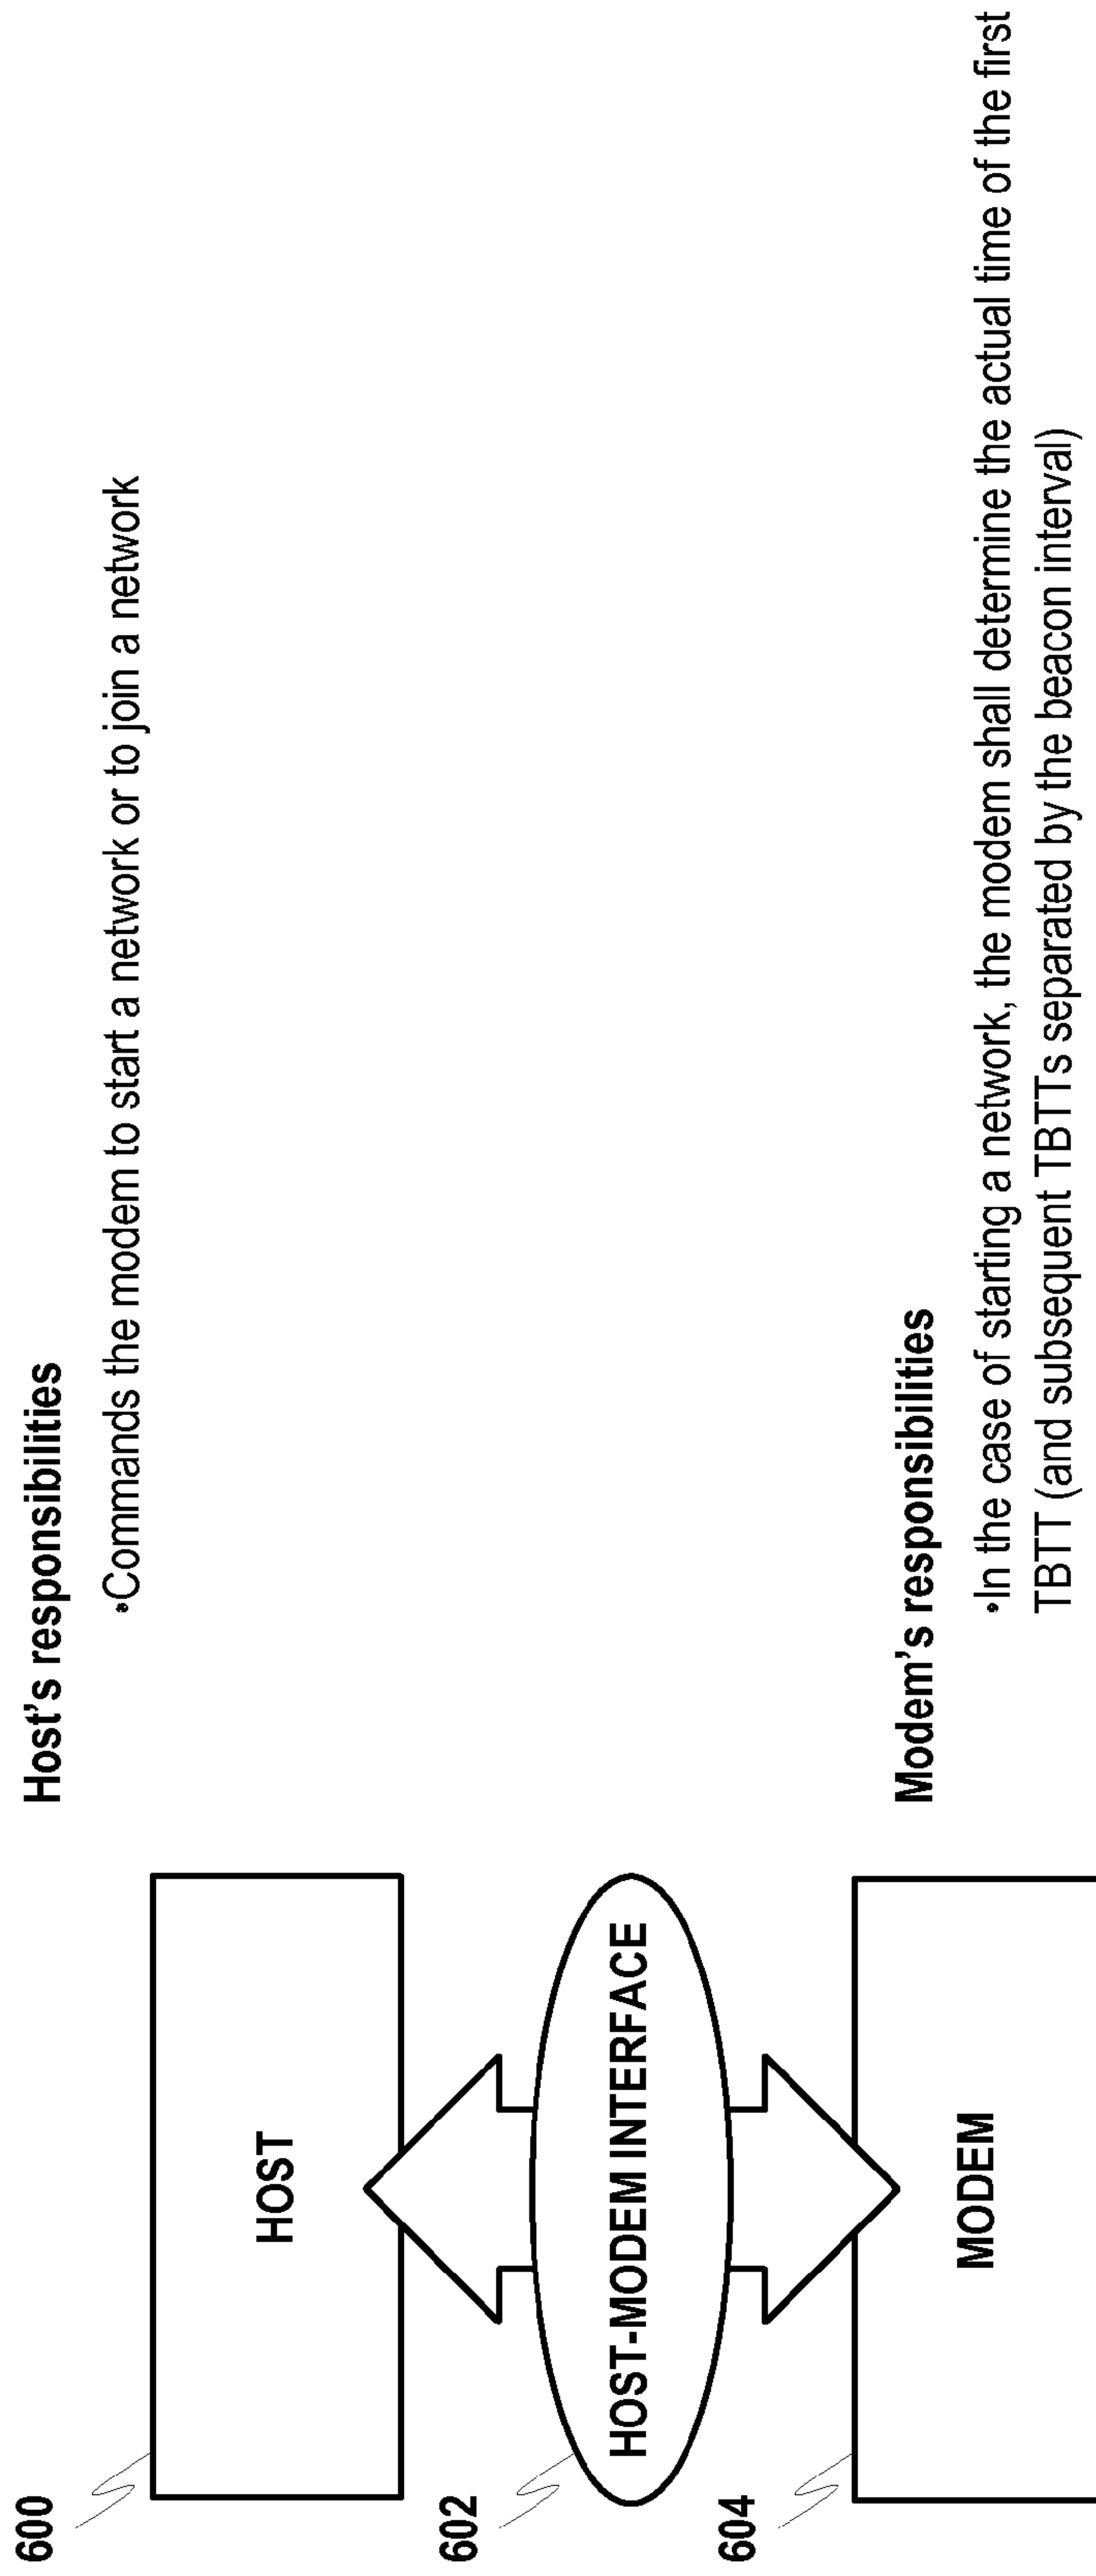 600
HOST
Host's responsibilities
•Commands the modem to start a network or to join a network
602
HOST-MODEM INTERFACE
604
MODEM
Modem's responsibilities
•In the case of starting a network, the modem shall determine the actual time of the first
TBTT (and subsequent TBTTs separated by the beacon interval)